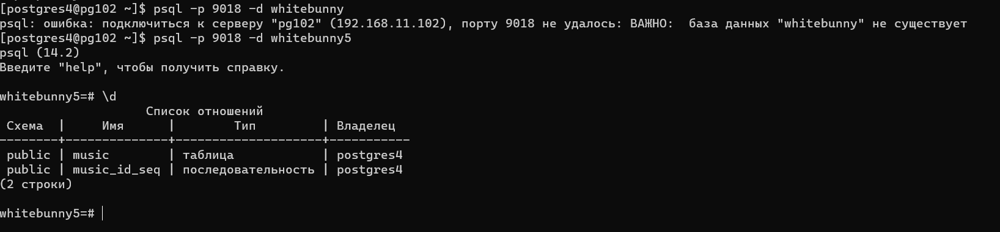 [postgres4@pg102 ~]$ psql -p 9018 -d whitebunny
psql: ошибка: подключиться к серверу "pg102" (192.168.11.102), порту 9018 не удалось: ВАЖНО:  база данных "whitebunny" не существует
[postgres4@pg102 ~]$ psql -p 9018 -d whitebunny5
psql (14.2)
Введите "help", чтобы получить справку.
whitebunny5=# \d
                    Список отношений
 Схема  |     Имя      |        Тип         | Владелец
--------+--------------+--------------------+-----------
 public | music        | таблица            | postgres4
 public | music_id_seq | последовательность | postgres4
(2 строки)
whitebunny5=#